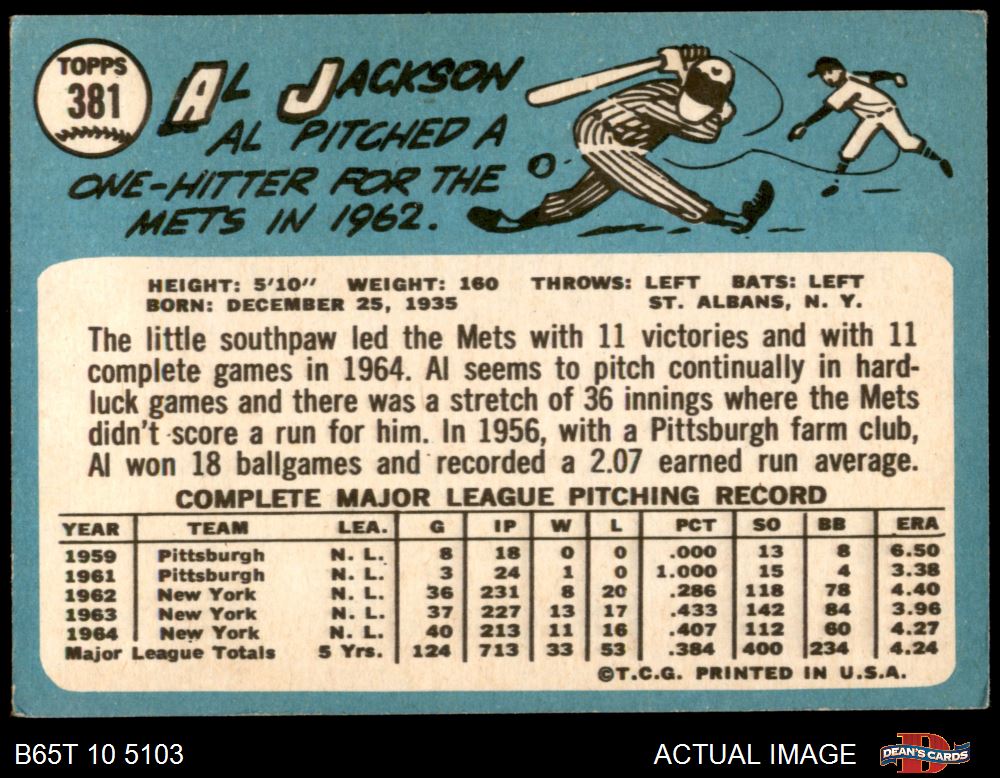 TOPPS
381
AL JACKSON
AL PITCHED A
ONE-HITTER FOR THE
METS IN 1962.
HEIGHT: 5'10" WEIGHT: 160 THROWS: LEFT BATS: LEFT
BORN: DECEMBER 25, 1935 ST. ALBANS, N. Y.
The little southpaw led the Mets with 11 victories and with 11
complete games in 1964. Al seems to pitch continually in hard-
luck games and there was a stretch of 36 innings where the Mets
didn't score a run for him. In 1956, with a Pittsburgh farm club,
Al won 18 ballgames and recorded a 2.07 earned run average.
COMPLETE MAJOR LEAGUE PITCHING RECORD
YEAR TEAM LEA. G IP W L PCT SO BB ERA
1959 Pittsburgh N. L. 8 18 0 0 .000 13 8 6.50
1961 Pittsburgh N. L. 3 24 1 0 1.000 15 4 3.38
1962 New York N. L. 36 231 8 20 .286 118 78 4.40
1963 New York N. L. 37 227 13 17 .433 142 84 3.96
1964 New York N. L. 40 213 11 16 .407 112 60 4.27
Major League Totals 5 Yrs. 124 713 33 53 .384 400 234 4.24
©T.C.G. PRINTED IN U.S.A.
B65T 10 5103 ACTUAL IMAGE DEAN'S CARDS